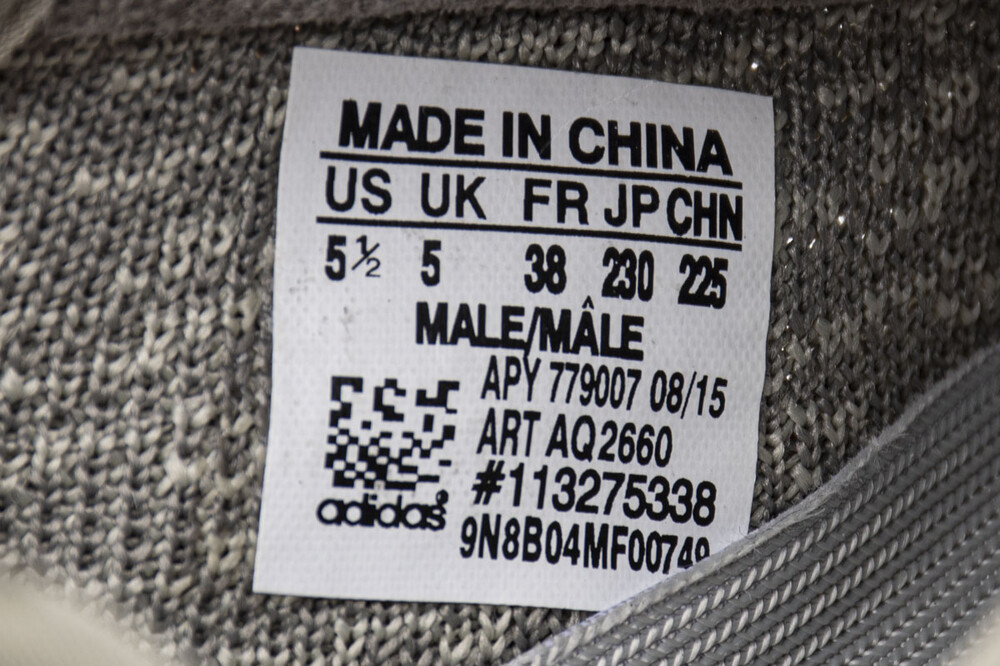 MADE IN CHINA
US UK FR JP CHN
5½ 5 38 230 225
MALE/MÂLE
APY 779007 08/15
ART AQ2660
#113275338
9N8B04MF00749
adidas®